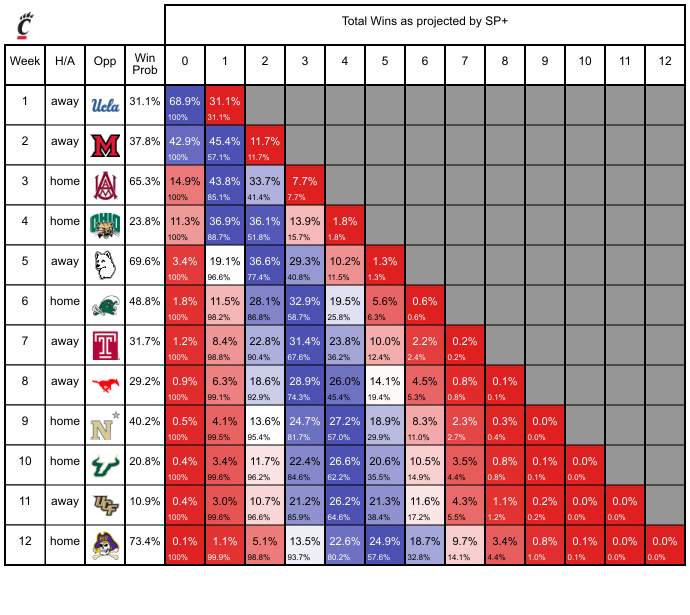 C
Total Wins as projected by SP+
Week H/A Opp Win Prob 0 1 2 3 4 5 6 7 8 9 10 11 12
1 away Ucla 31.1% 68.9% 31.1%
100% 31.1%
2 away M 37.8% 42.9% 45.4% 11.7%
100% 57.1% 11.7%
3 home AM 65.3% 14.9% 43.8% 33.7% 7.7%
100% 85.1% 41.4% 7.7%
4 home OHIO 23.8% 11.3% 36.9% 36.1% 13.9% 1.8%
100% 88.7% 51.8% 15.7% 1.8%
5 away 69.6% 3.4% 19.1% 36.6% 29.3% 10.2% 1.3%
100% 96.6% 77.4% 40.8% 11.5% 1.3%
6 home 48.8% 1.8% 11.5% 28.1% 32.9% 19.5% 5.6% 0.6%
100% 98.2% 86.8% 58.7% 25.8% 6.3% 0.6%
7 away T 31.7% 1.2% 8.4% 22.8% 31.4% 23.8% 10.0% 2.2% 0.2%
100% 98.8% 90.4% 67.6% 36.2% 12.4% 2.4% 0.2%
8 away 29.2% 0.9% 6.3% 18.6% 28.9% 26.0% 14.1% 4.5% 0.8% 0.1%
100% 99.1% 92.9% 74.3% 45.4% 19.4% 5.3% 0.8% 0.1%
9 home N 40.2% 0.5% 4.1% 13.6% 24.7% 27.2% 18.9% 8.3% 2.3% 0.3% 0.0%
100% 99.5% 95.4% 81.7% 57.0% 29.9% 11.0% 2.7% 0.4% 0.0%
10 home U 20.8% 0.4% 3.4% 11.7% 22.4% 26.6% 20.6% 10.5% 3.5% 0.8% 0.1% 0.0%
100% 99.6% 96.2% 84.6% 62.2% 35.5% 14.9% 4.4% 0.8% 0.1% 0.0%
11 away UCF 10.9% 0.4% 3.0% 10.7% 21.2% 26.2% 21.3% 11.6% 4.3% 1.1% 0.2% 0.0% 0.0%
100% 99.6% 96.6% 85.9% 64.6% 38.4% 17.2% 5.5% 1.2% 0.2% 0.0% 0.0%
12 home 73.4% 0.1% 1.1% 5.1% 13.5% 22.6% 24.9% 18.7% 9.7% 3.4% 0.8% 0.1% 0.0% 0.0%
100% 99.9% 98.8% 93.7% 80.2% 57.6% 32.8% 14.1% 4.4% 1.0% 0.1% 0.0% 0.0%